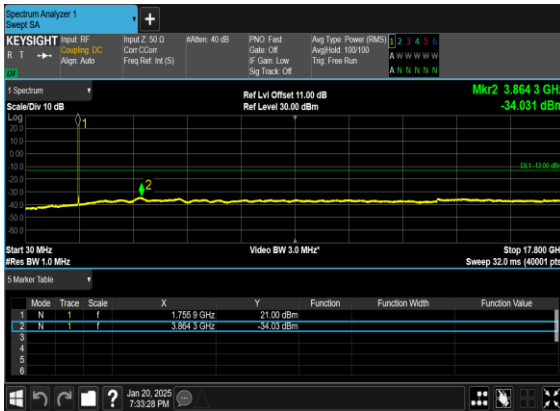 Spectrum Analyzer 1
Swept SA
KEYSIGHT
R T
LW
Input: RF
Coupling: DC
Align: Auto
Input Z: 50 Ω
Corr CCorr
Freq Ref: Int (S)
#Atten: 40 dB
PNO: Fast
Gate: Off
IF Gain: Low
Sig Track: Off
Avg Type: Power (RMS)
Avg|Hold: 100/100
Trig: Free Run
1 2 3 4 5 6
A W W W W W
A N N N N N
1 Spectrum
Scale/Div 10 dB
Ref Lvl Offset 11.00 dB
Ref Level 30.00 dBm
Mkr2 3.864 3 GHz
-34.031 dBm
Log
20.0
10.0
0.00
-10.0
-20.0
-30.0
-40.0
-50.0
-60.0
1
2
DL1 -13.00 dBm
Start 30 MHz
#Res BW 1.0 MHz
Video BW 3.0 MHz*
Stop 17.800 GHz
Sweep 32.0 ms (40001 pts)
5 Marker Table
Mode Trace Scale X Y Function Function Width Function Value
1 N 1 f 1.755 9 GHz 21.00 dBm
2 N 1 f 3.864 3 GHz -34.03 dBm
3
4
5
6
Jan 20, 2025
7:33:28 PM